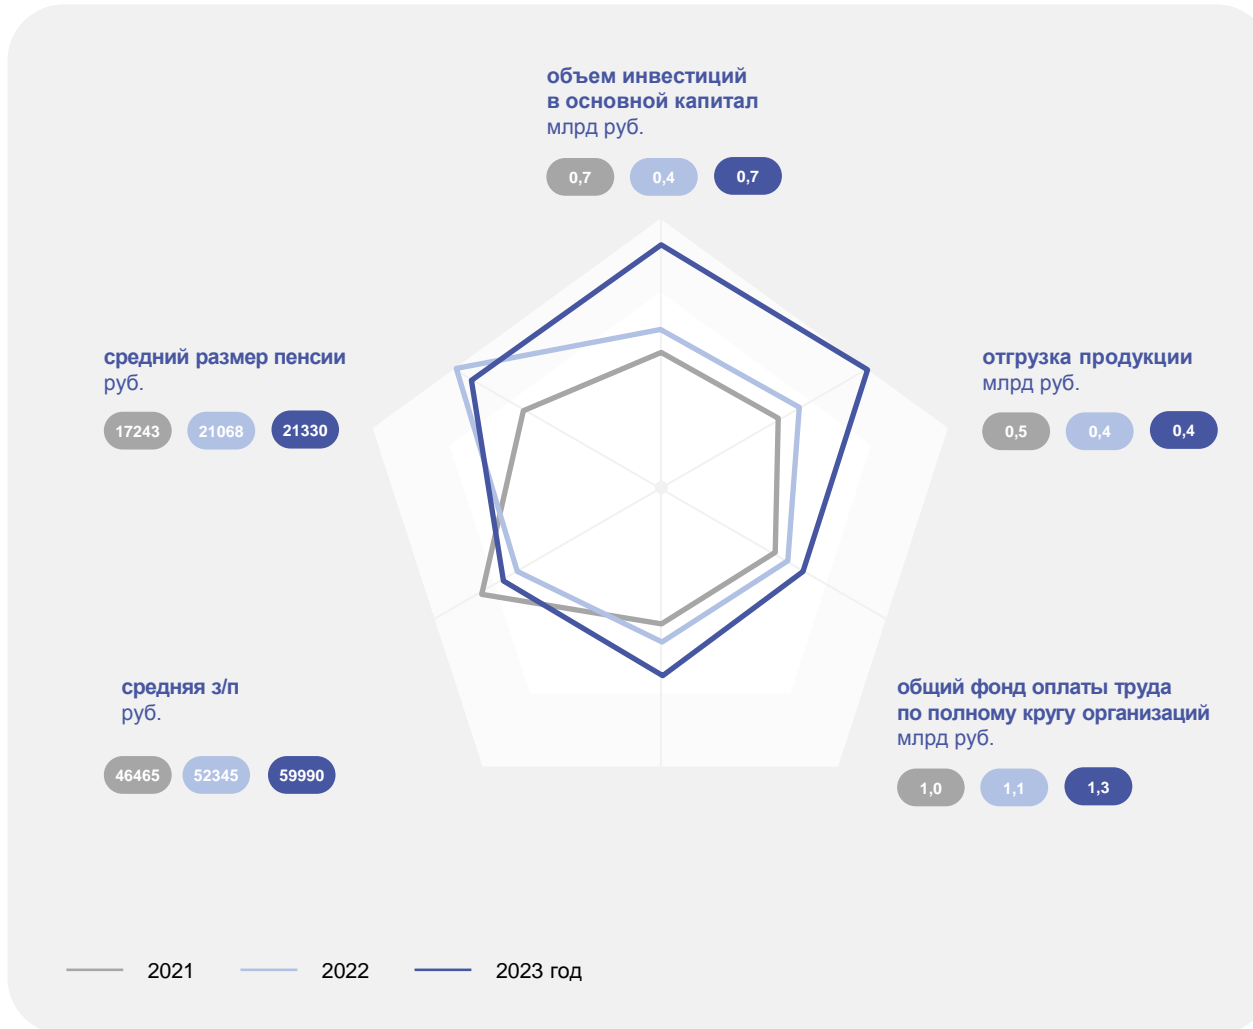 объем инвестиций
в основной капитал
млрд руб.
0,7 0,4 0,7
средний размер пенсии
руб.
17243 21068 21330
отгрузка продукции
млрд руб.
0,5 0,4 0,4
средняя з/п
руб.
46465 52345 59990
общий фонд оплаты труда
по полному кругу организаций
млрд руб.
1,0 1,1 1,3
2021 2022 2023 год